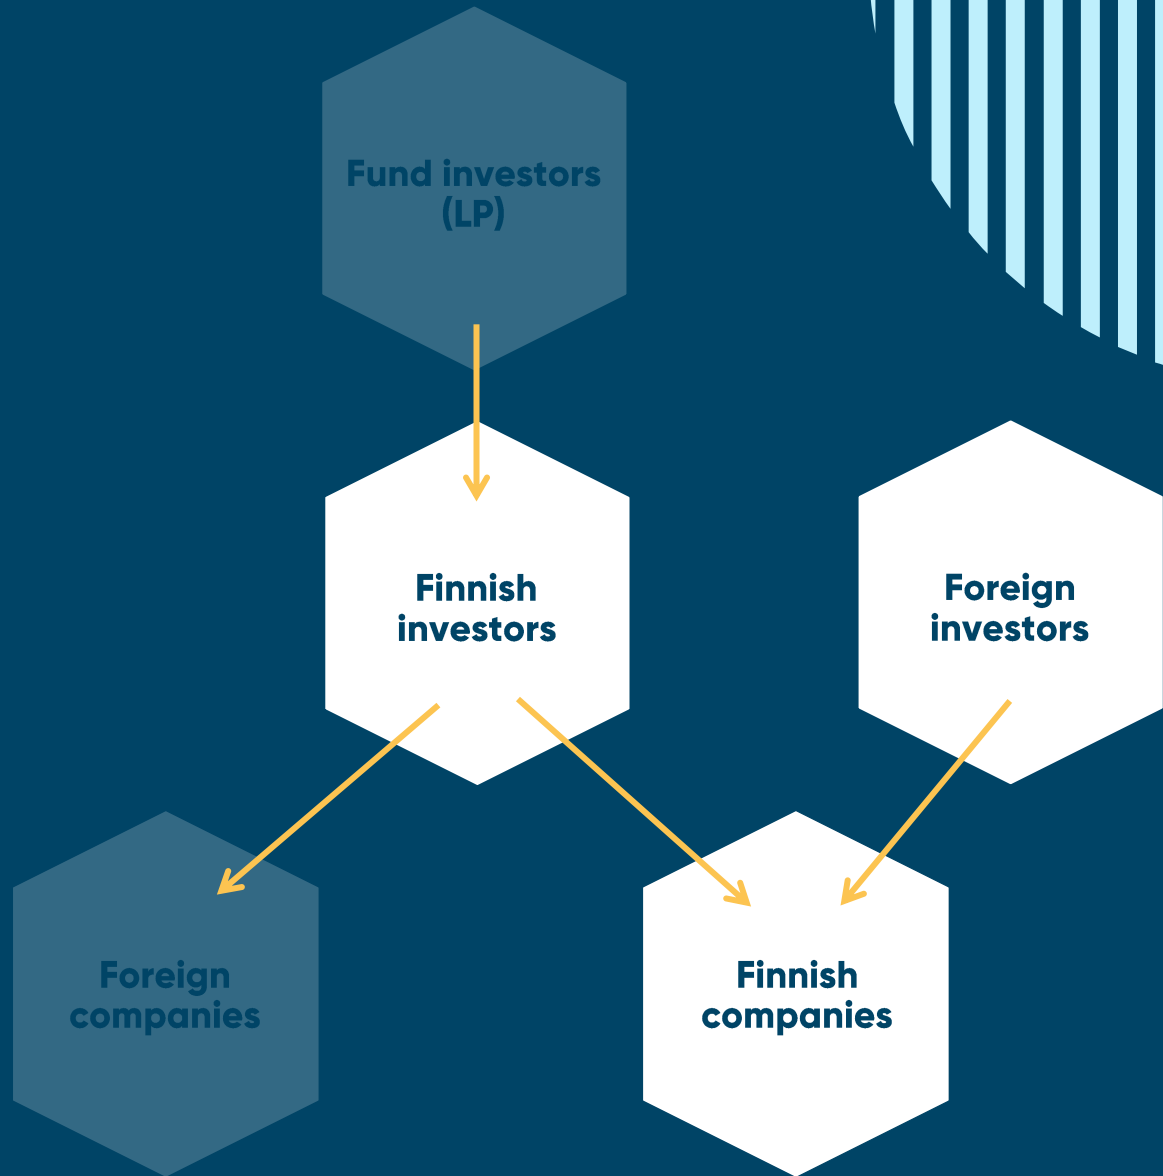 Fund investors
(LP)
Finnish
investors
Foreign
investors
Foreign
companies
Finnish
companies